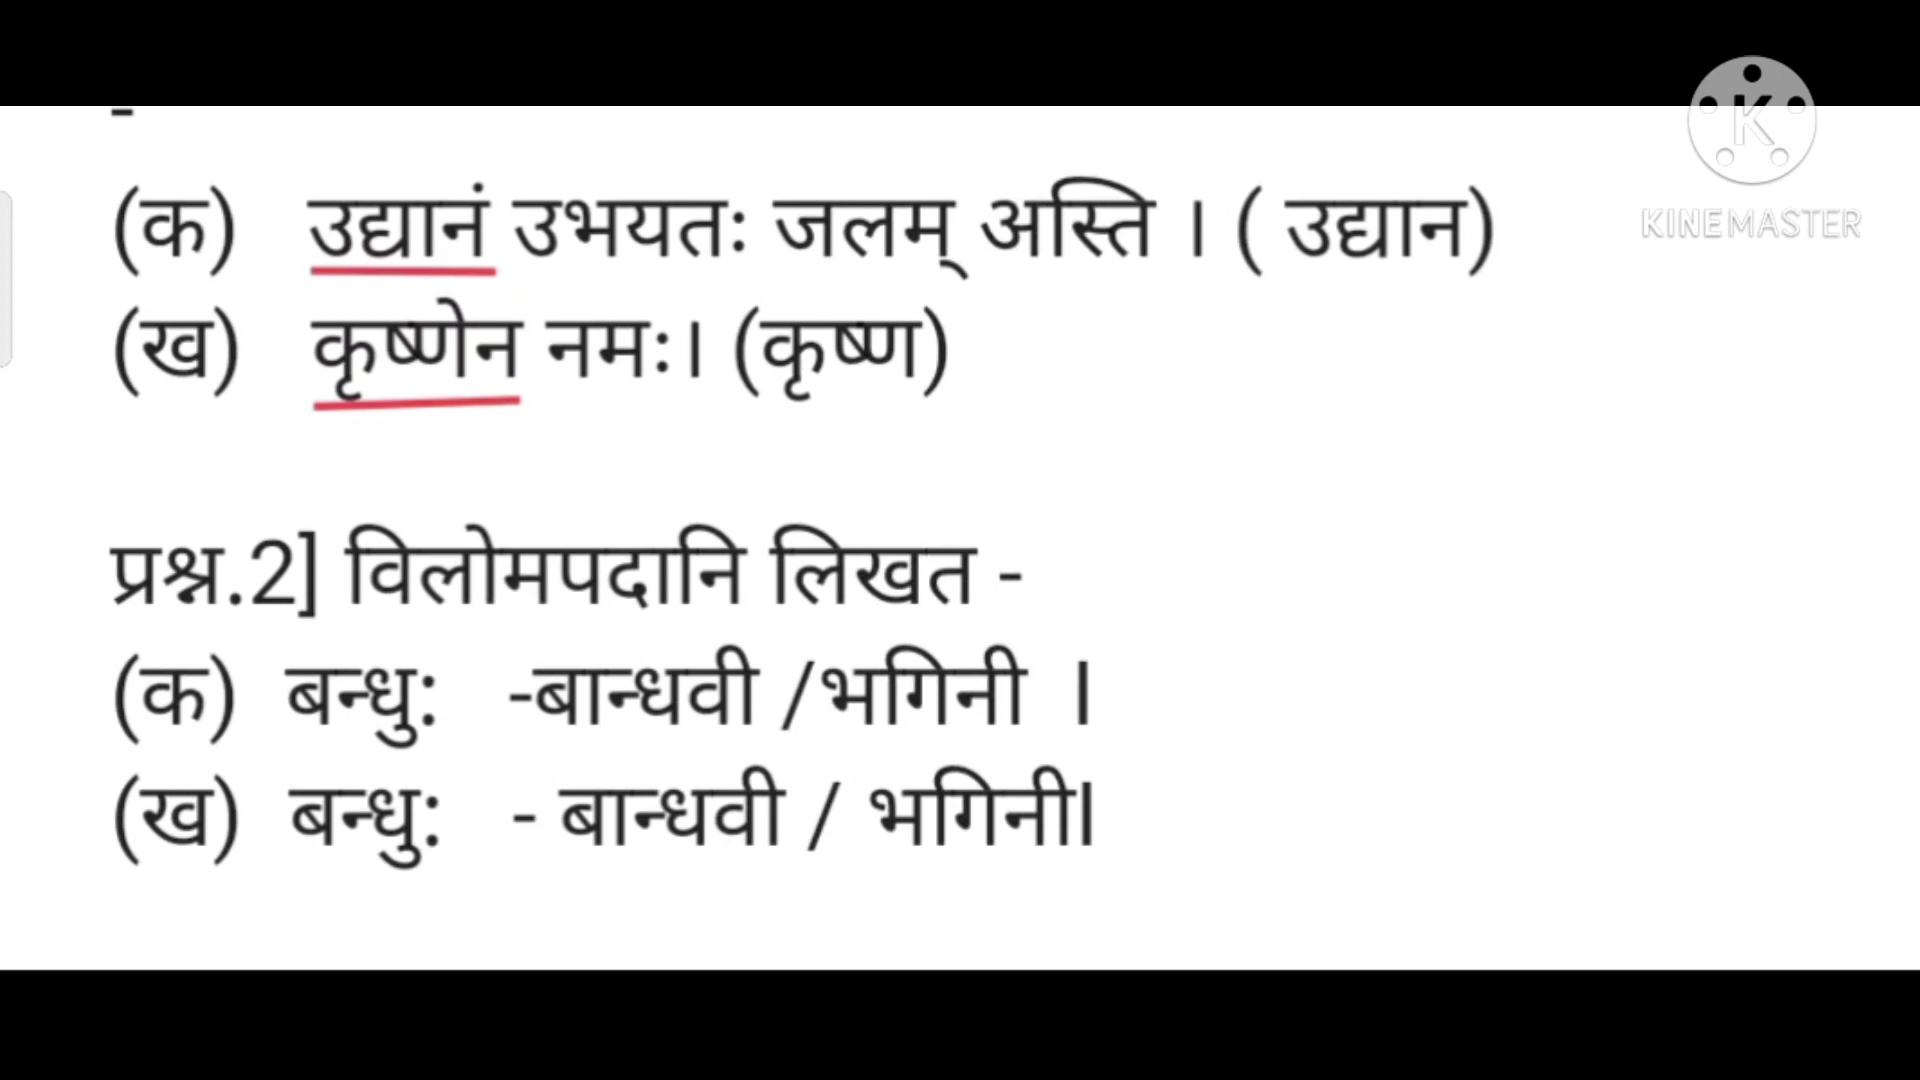 -
(क) उद्यानं उभयतः जलम् अस्ति । ( उद्यान)
KINEMASTER
(ख) कृष्णेन नमः। (कृष्ण)
प्रश्न.2] विलोमपदानि लिखत -
(क) बन्धु: -बान्धवी /भगिनी l
(ख) बन्धु: - बान्धवी / भगिनीl